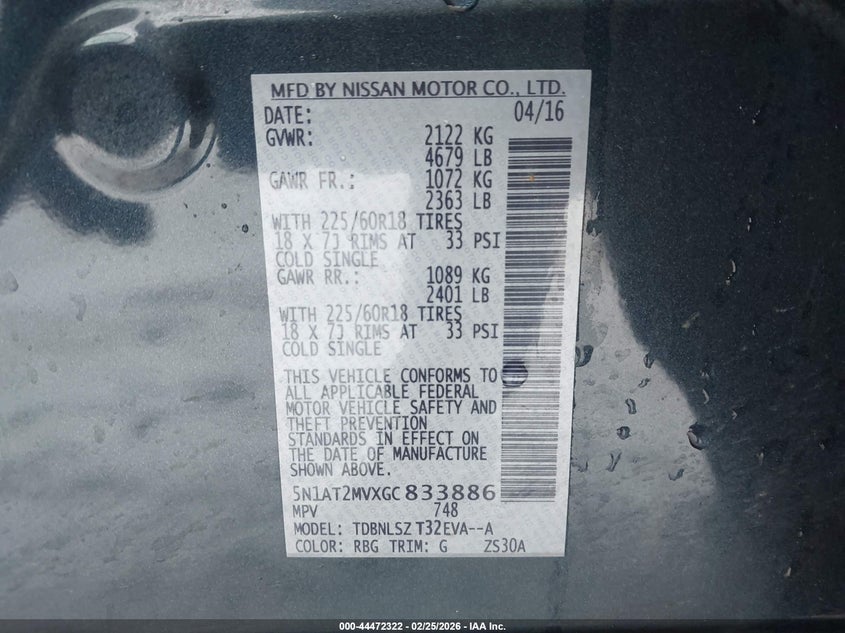 MFD BY NISSAN MOTOR CO., LTD.
DATE: 04/16
GVWR: 2122 KG
4679 LB
GAWR FR.: 1072 KG
2363 LB
WITH 225/60R18 TIRES
18 X 7J RIMS AT 33 PSI
COLD SINGLE
GAWR RR.: 1089 KG
2401 LB
WITH 225/60R18 TIRES
18 X 7J RIMS AT 33 PSI
COLD SINGLE
THIS VEHICLE CONFORMS TO
ALL APPLICABLE FEDERAL
MOTOR VEHICLE SAFETY AND
THEFT PREVENTION
STANDARDS IN EFFECT ON
THE DATE OF MANUFACTURE
SHOWN ABOVE.
5N1AT2MVXGC833886
MPV 748
MODEL: TDBNLSZ T32EVA--A
COLOR: RBG TRIM: G ZS30A
000-44472322 - 02/25/2026 - IAA Inc.